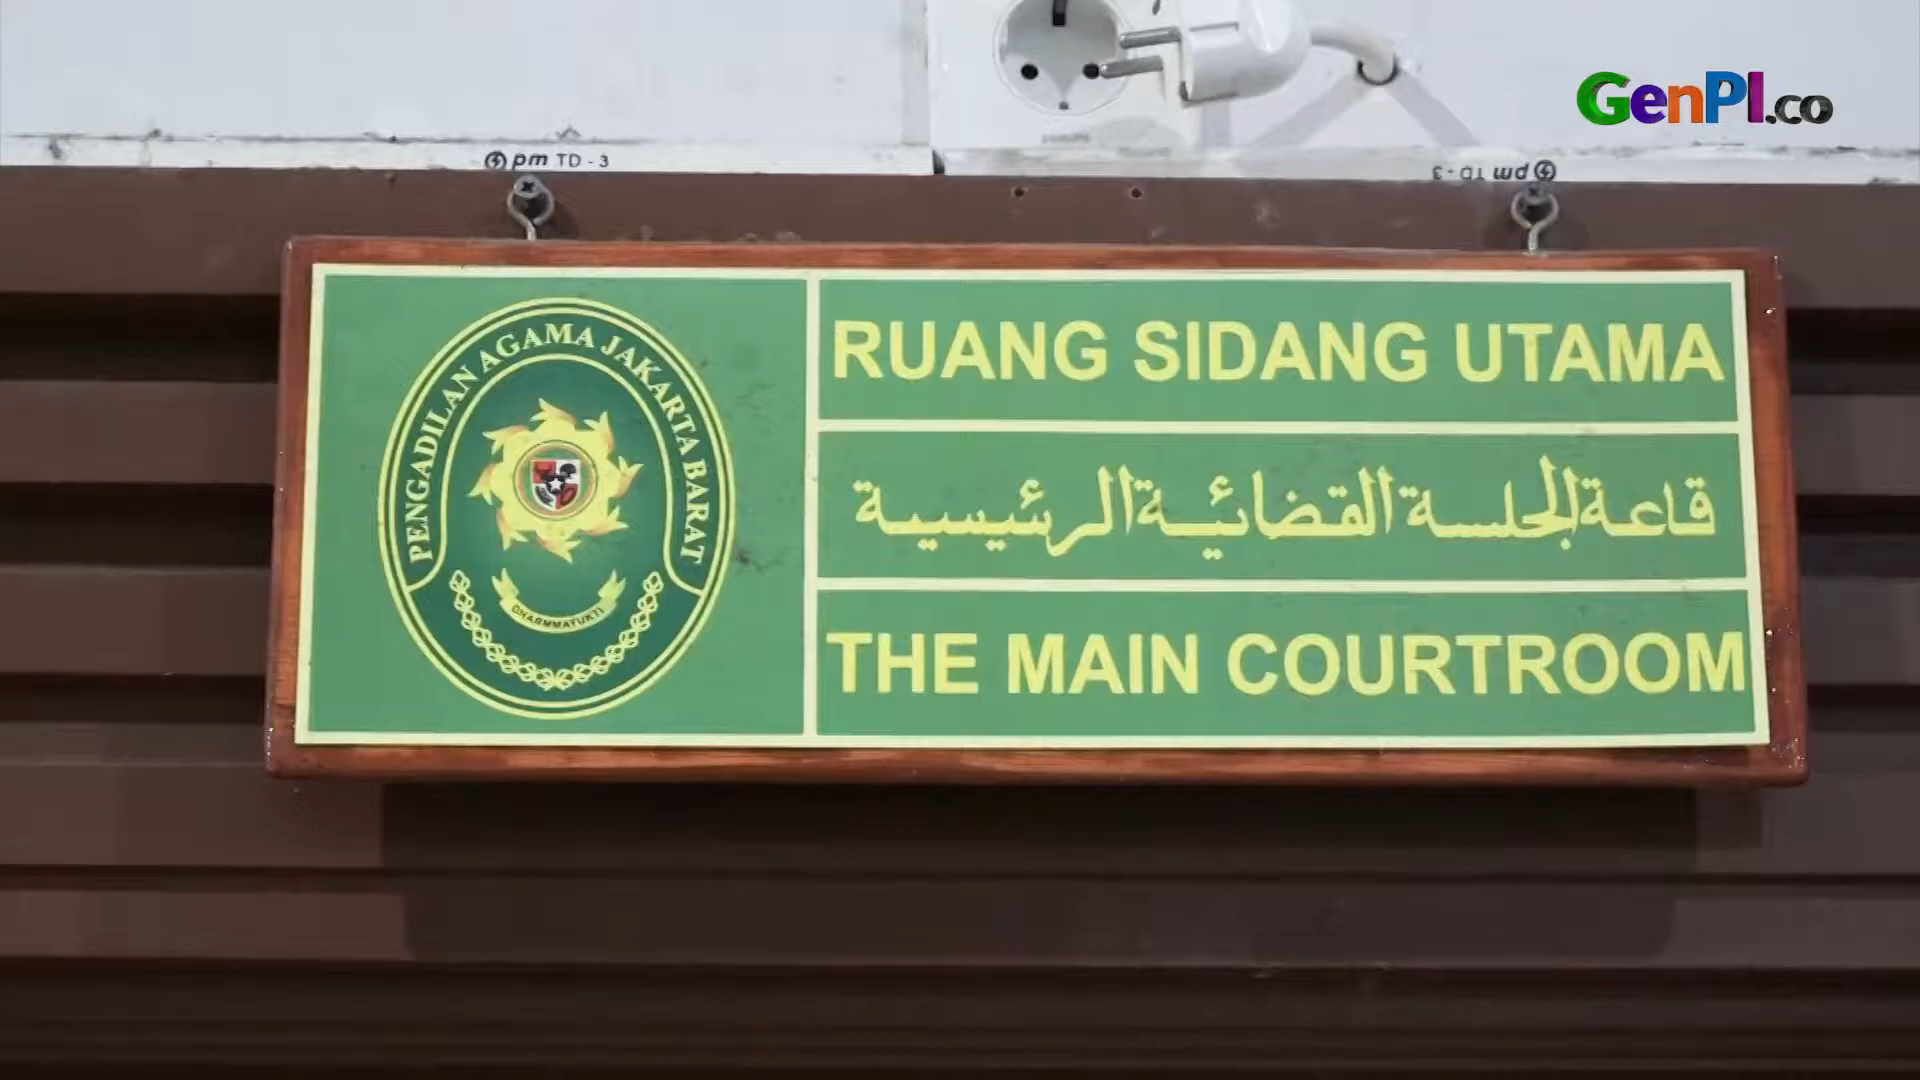 GenPI.co
pm TD - 3
pm TD - 3
PENGADILAN AGAMA JAKARTA BARAT
DHARMMAYUKTI
RUANG SIDANG UTAMA
قاعة الجلسة القضائية الرئيسية
THE MAIN COURTROOM